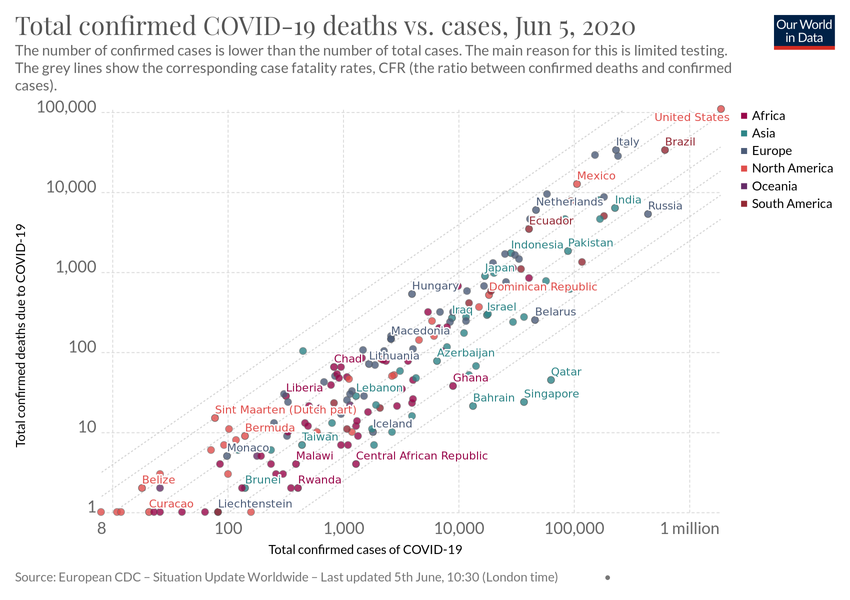 Total confirmed COVID-19 deaths vs. cases, Jun 5, 2020
Our World
in Data
The number of confirmed cases is lower than the number of total cases. The main reason for this is limited testing.
The grey lines show the corresponding case fatality rates, CFR (the ratio between confirmed deaths and confirmed
cases).
100,000
10,000
1,000
100
10
1
Total confirmed deaths due to COVID-19
United States
Italy
Brazil
Mexico
Netherlands
India
Russia
Ecuador
Indonesia
Pakistan
Japan
Hungary
Dominican Republic
Iraq
Israel
Belarus
Macedonia
Chad
Lithuania
Azerbaijan
Qatar
Ghana
Liberia
Lebanon
Bahrain
Singapore
Sint Maarten (Dutch part)
Bermuda
Iceland
Taiwan
Monaco
Malawi
Central African Republic
Belize
Brunei
Rwanda
Curacao
Liechtenstein
Africa
Asia
Europe
North America
Oceania
South America
8
100
1,000
10,000
100,000
1 million
Total confirmed cases of COVID-19
Source: European CDC – Situation Update Worldwide – Last updated 5th June, 10:30 (London time)